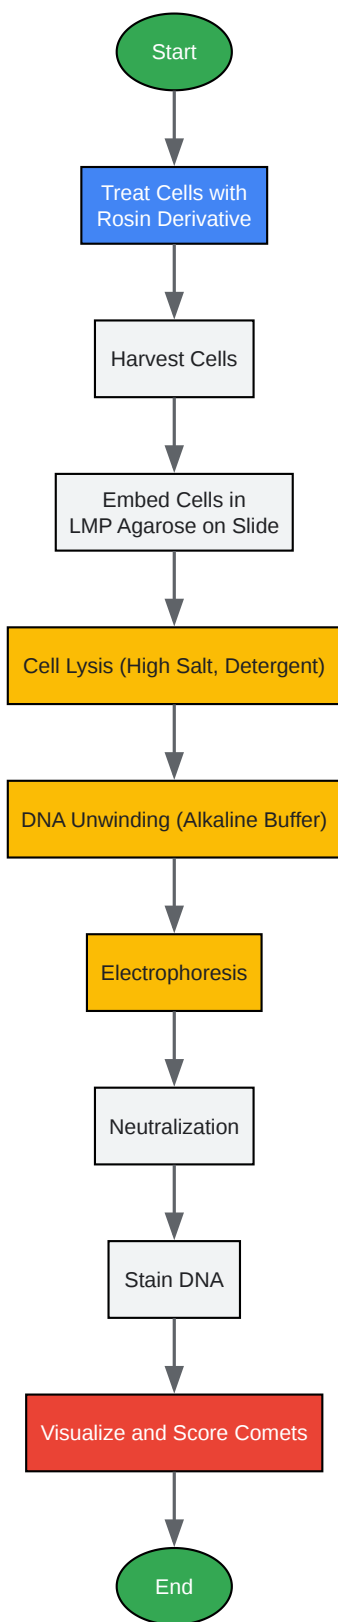 Start
Treat Cells with
Rosin Derivative
Harvest Cells
Embed Cells in
LMP Agarose on Slide
Cell Lysis (High Salt, Detergent)
DNA Unwinding (Alkaline Buffer)
Electrophoresis
Neutralization
Stain DNA
Visualize and Score Comets
End